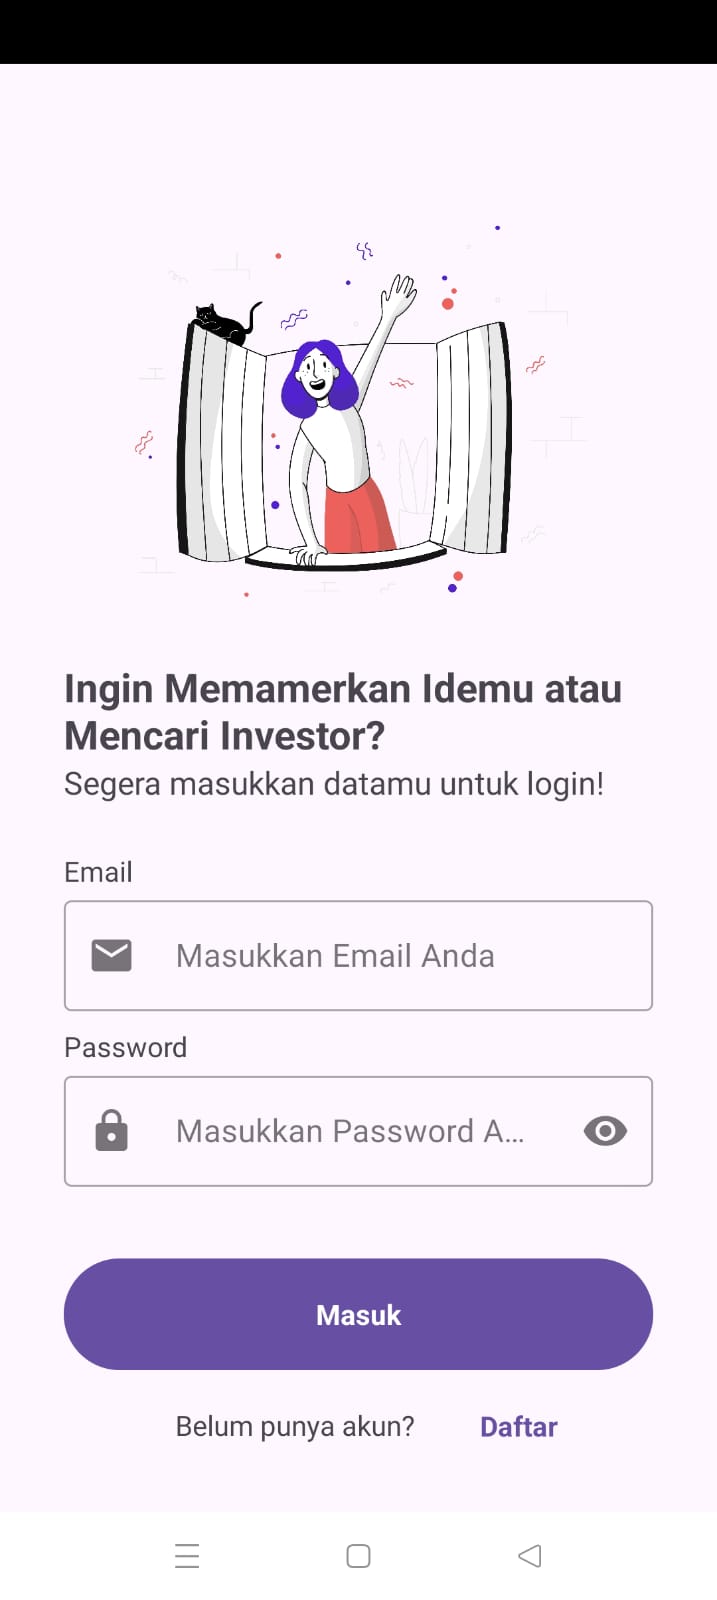 Ingin Memamerkan Idemu atau
Mencari Investor?
Segera masukkan datamu untuk login!
Email
Masukkan Email Anda
Password
Masukkan Password A...
Masuk
Belum punya akun? Daftar